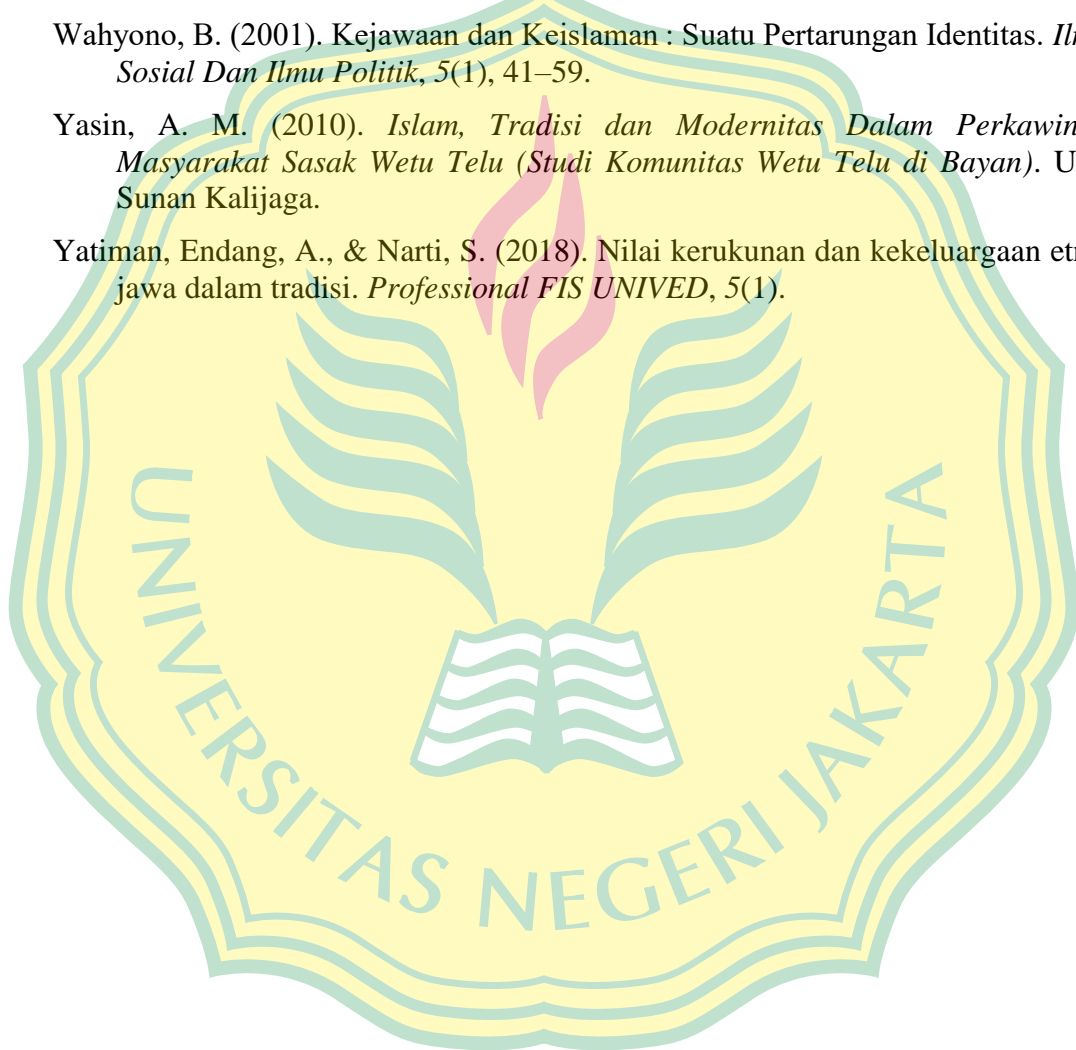 Wahyono, B. (2001). Kejawaan dan Keislaman : Suatu Pertarungan Identitas.
Sosial Dan Ilmu Politik, 5(1), 41–59.
Yasin, A. M. (2010). Islam, Tradisi dan Modernitas Dalam
Masyarakat Sasak Wetu Telu (Studi Komunitas Wetu Telu di Bayan).
Sunan Kalijaga.
Yatiman, Endang, A., & Narti, S. (2018). Nilai kerukunan dan kekeluargaan
jawa dalam tradisi. Professional FIS UNIVED, 5(1).
UNIVERSITAS NEGERI JAKARTA